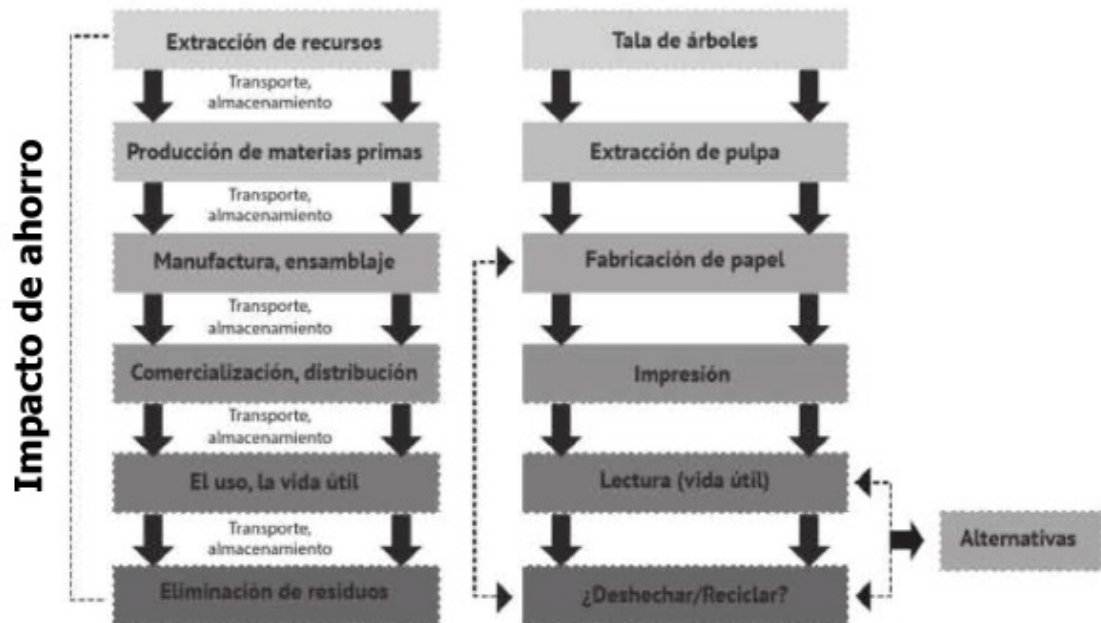 Impacto de ahorro
Extracción de recursos
Transporte,
almacenamiento
Producción de materias primas
Transporte,
almacenamiento
Manufactura, ensamblaje
Transporte,
almacenamiento
Comercialización, distribución
Transporte,
almacenamiento
El uso, la vida útil
Transporte,
almacenamiento
Eliminación de residuos
Tala de árboles
Extracción de pulpa
Fabricación de papel
Impresión
Lectura (vida útil)
¿Deshechar/Reciclar?
Alternativas